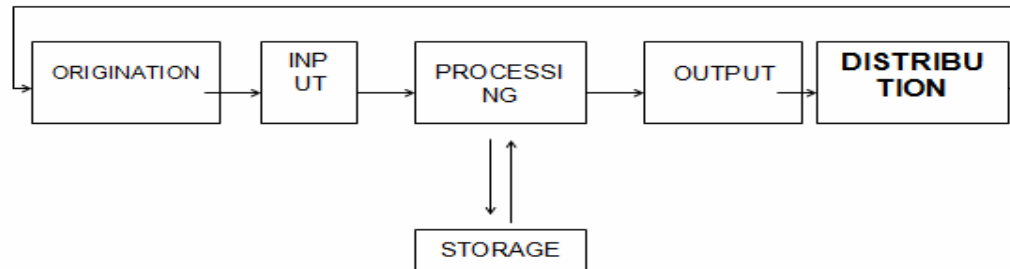 ORIGINATION
INP
UT
PROCESSI
NG
OUTPUT
DISTRIBU
TION
STORAGE